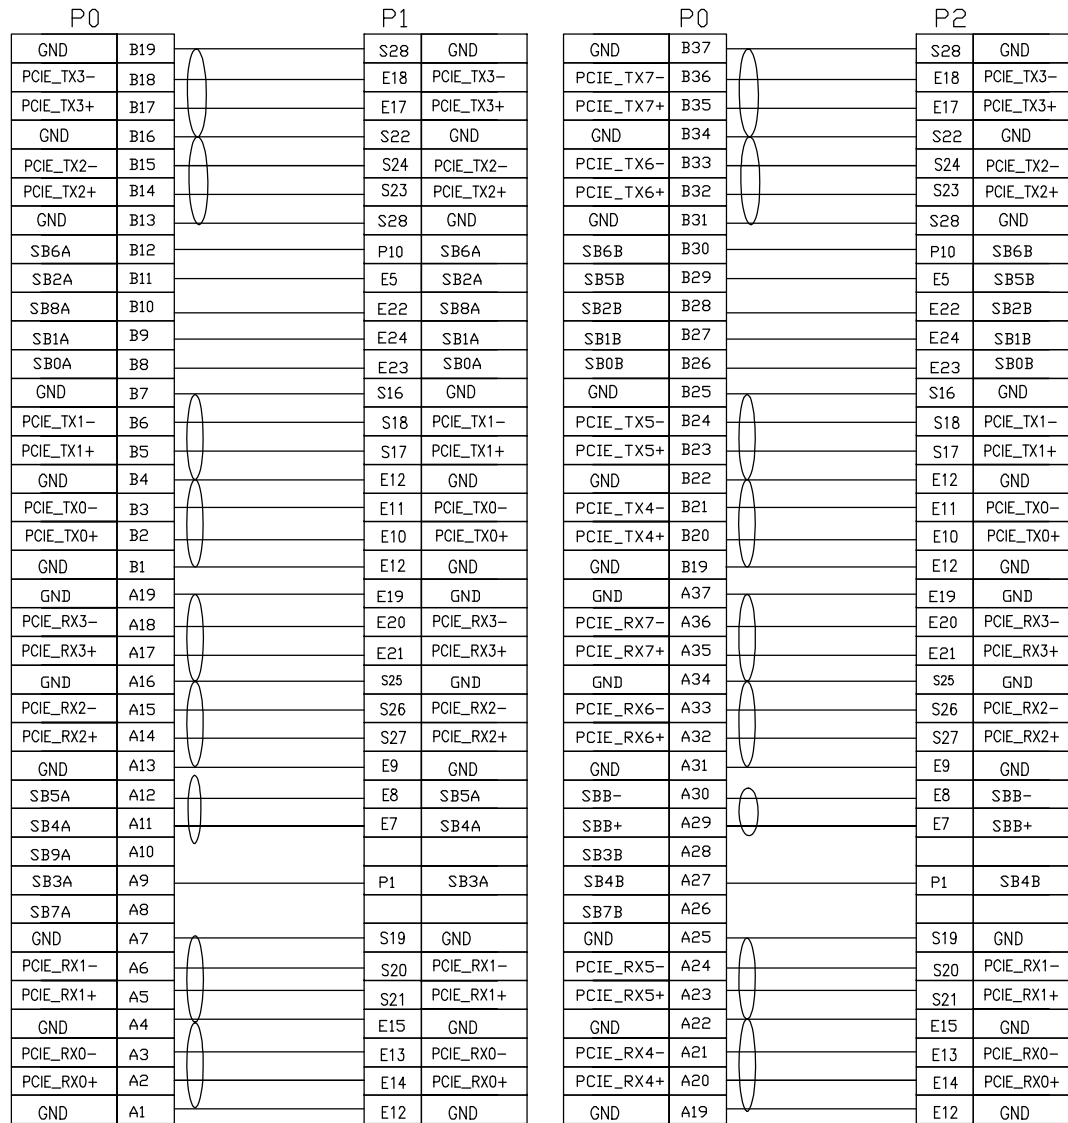 P0 P1 P0 P2
GND B19 S28 GND GND B37 S28 GND
PCIE_TX3- B18 E18 PCIE_TX3- PCIE_TX7- B36 E18 PCIE_TX3-
PCIE_TX3+ B17 E17 PCIE_TX3+ PCIE_TX7+ B35 E17 PCIE_TX3+
GND B16 S22 GND GND B34 S22 GND
PCIE_TX2- B15 S24 PCIE_TX2- PCIE_TX6- B33 S24 PCIE_TX2-
PCIE_TX2+ B14 S23 PCIE_TX2+ PCIE_TX6+ B32 S23 PCIE_TX2+
GND B13 S28 GND GND B31 S28 GND
SB6A B12 P10 SB6A SB6B B30 P10 SB6B
SB2A B11 E5 SB2A SB5B B29 E5 SB5B
SB8A B10 E22 SB8A SB2B B28 E22 SB2B
SB1A B9 E24 SB1A SB1B B27 E24 SB1B
SB0A B8 E23 SB0A SB0B B26 E23 SB0B
GND B7 S16 GND GND B25 S16 GND
PCIE_TX1- B6 S18 PCIE_TX1- PCIE_TX5- B24 S18 PCIE_TX1-
PCIE_TX1+ B5 S17 PCIE_TX1+ PCIE_TX5+ B23 S17 PCIE_TX1+
GND B4 E12 GND GND B22 E12 GND
PCIE_TX0- B3 E11 PCIE_TX0- PCIE_TX4- B21 E11 PCIE_TX0-
PCIE_TX0+ B2 E10 PCIE_TX0+ PCIE_TX4+ B20 E10 PCIE_TX0+
GND B1 E12 GND GND B19 E12 GND
GND A19 E19 GND GND A37 E19 GND
PCIE_RX3- A18 E20 PCIE_RX3- PCIE_RX7- A36 E20 PCIE_RX3-
PCIE_RX3+ A17 E21 PCIE_RX3+ PCIE_RX7+ A35 E21 PCIE_RX3+
GND A16 S25 GND GND A34 S25 GND
PCIE_RX2- A15 S26 PCIE_RX2- PCIE_RX6- A33 S26 PCIE_RX2-
PCIE_RX2+ A14 S27 PCIE_RX2+ PCIE_RX6+ A32 S27 PCIE_RX2+
GND A13 E9 GND GND A31 E9 GND
SB5A A12 E8 SB5A SBB- A30 E8 SBB-
SB4A A11 E7 SB4A SBB+ A29 E7 SBB+
SB9A A10 SB3B A28
SB3A A9 P1 SB3A SB4B A27 P1 SB4B
SB7A A8 SB7B A26
GND A7 S19 GND GND A25 S19 GND
PCIE_RX1- A6 S20 PCIE_RX1- PCIE_RX5- A24 S20 PCIE_RX1-
PCIE_RX1+ A5 S21 PCIE_RX1+ PCIE_RX5+ A23 S21 PCIE_RX1+
GND A4 E15 GND GND A22 E15 GND
PCIE_RX0- A3 E13 PCIE_RX0- PCIE_RX4- A21 E13 PCIE_RX0-
PCIE_RX0+ A2 E14 PCIE_RX0+ PCIE_RX4+ A20 E14 PCIE_RX0+
GND A1 E12 GND GND A19 E12 GND